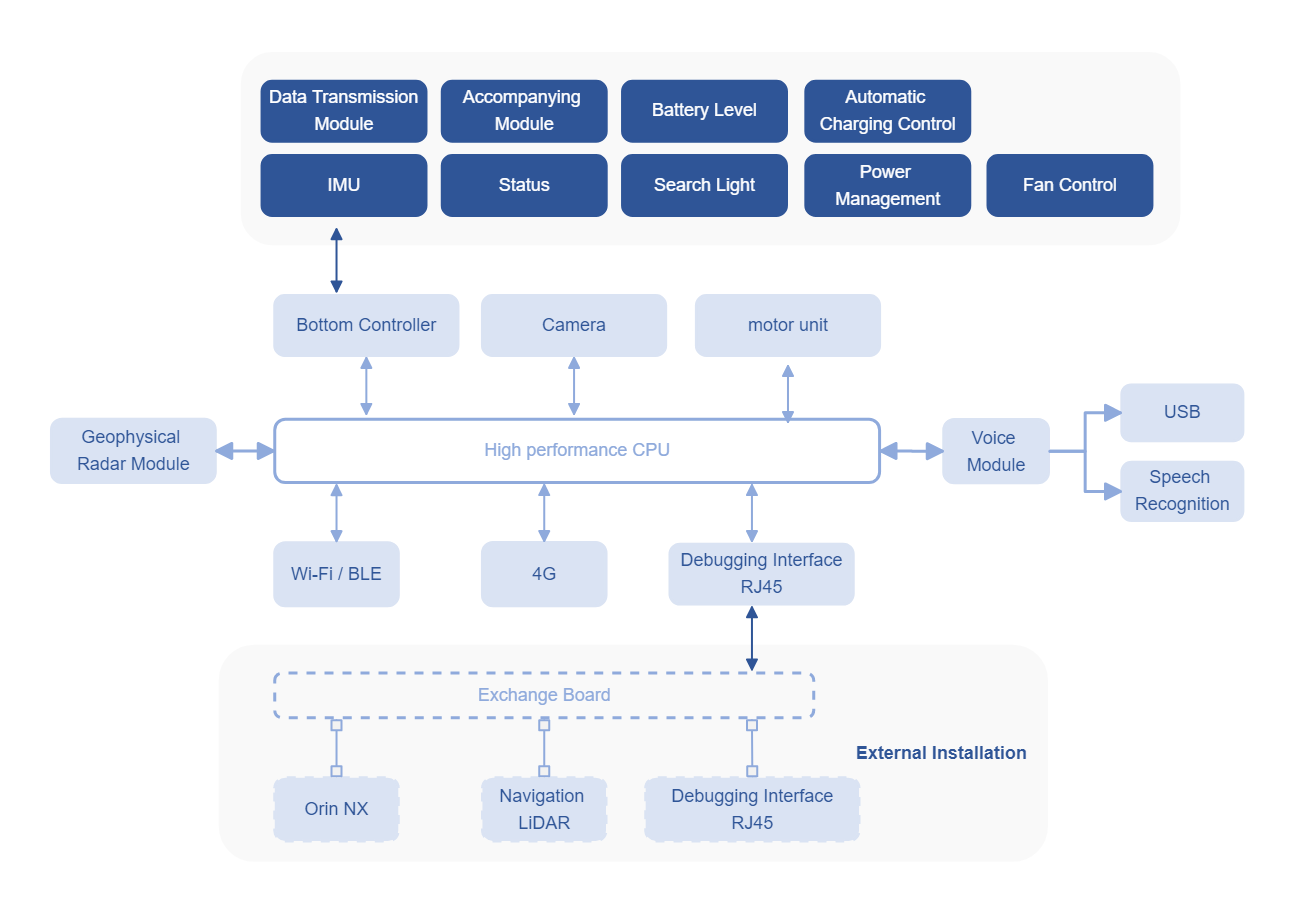 Data Transmission
Module
Accompanying
Module
Battery Level
Automatic
Charging Control
IMU
Status
Search Light
Power
Management
Fan Control
Bottom Controller
Camera
motor unit
Geophysical
Radar Module
High performance CPU
Voice
Module
USB
Speech
Recognition
Wi-Fi / BLE
4G
Debugging Interface
RJ45
Exchange Board
External Installation
Orin NX
Navigation
LiDAR
Debugging Interface
RJ45